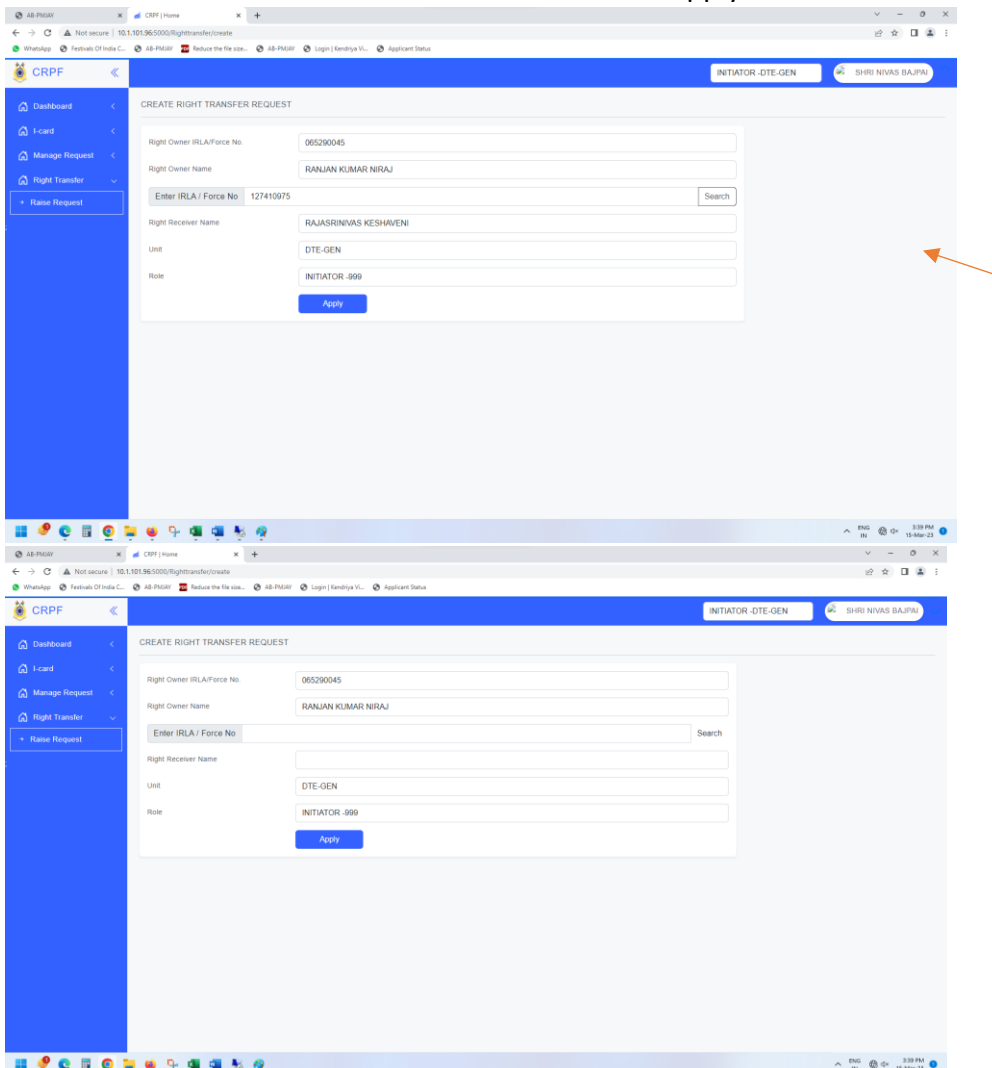 AB-PMJAY
CRPF | Home
Not secure | 10.1.101.96:5000/Righttransfer/create
WhatsApp Festivals Of India C... AB-PMJAY Reduce the file size... AB-PMJAY Login | Kendriya Vi... Applicant Status
CRPF
INITIATOR -DTE-GEN
SHRI NIVAS BAJPAI
Dashboard
I-card
Manage Request
Right Transfer
+ Raise Request
CREATE RIGHT TRANSFER REQUEST
Right Owner IRLA/Force No. 065290045
Right Owner Name RANJAN KUMAR NIRAJ
Enter IRLA / Force No 127410975 Search
Right Receiver Name RAJASRINIVAS KESHAVENI
Unit DTE-GEN
Role INITIATOR -999
Apply
ENG
IN
3:39 PM
15-Mar-23
AB-PMJAY
CRPF | Home
Not secure | 10.1.101.96:5000/Righttransfer/create
WhatsApp Festivals Of India C... AB-PMJAY Reduce the file size... AB-PMJAY Login | Kendriya Vi... Applicant Status
CRPF
INITIATOR -DTE-GEN
SHRI NIVAS BAJPAI
Dashboard
I-card
Manage Request
Right Transfer
+ Raise Request
CREATE RIGHT TRANSFER REQUEST
Right Owner IRLA/Force No. 065290045
Right Owner Name RANJAN KUMAR NIRAJ
Enter IRLA / Force No Search
Right Receiver Name
Unit DTE-GEN
Role INITIATOR -999
Apply
ENG
3:39 PM